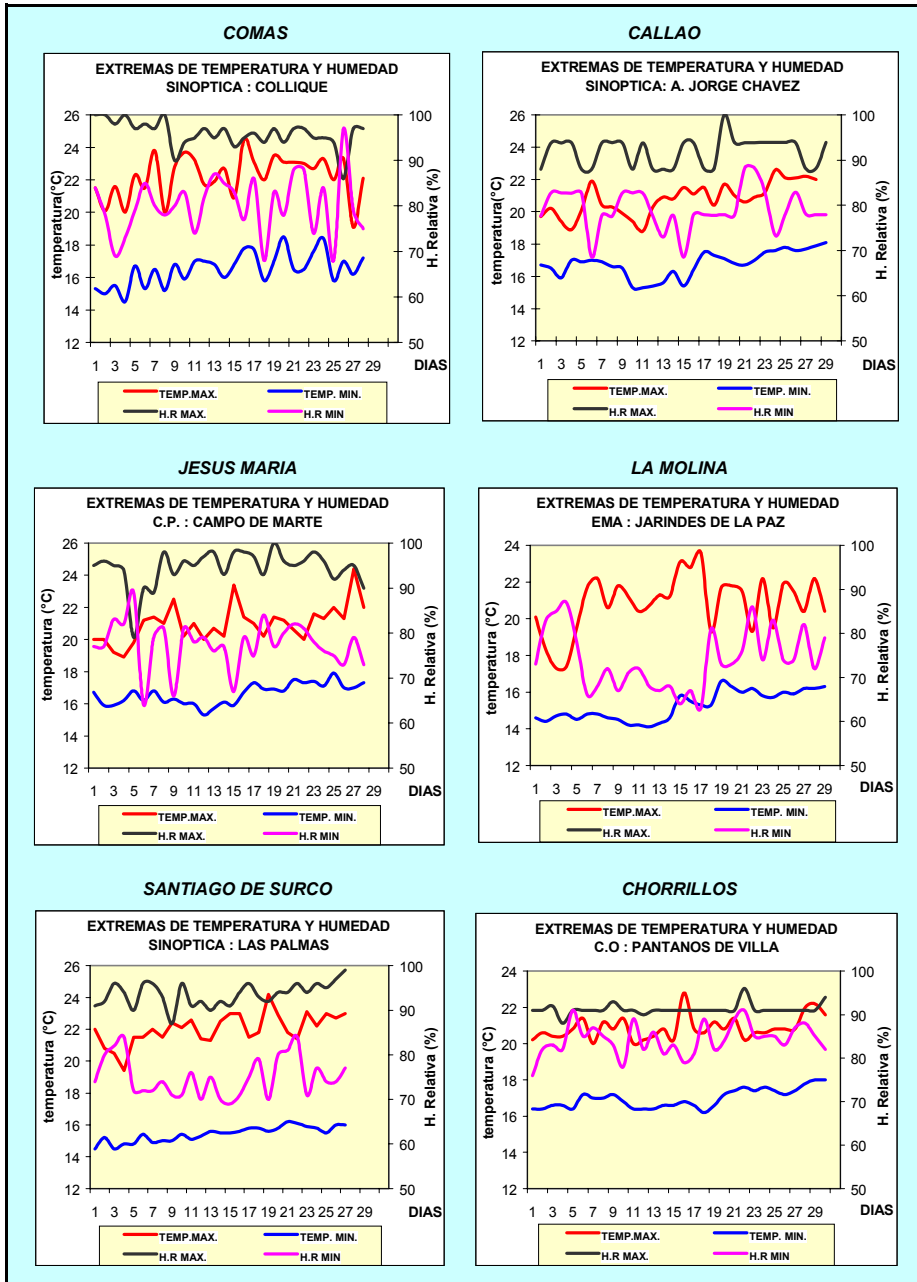 COMAS
EXTREMAS DE TEMPERATURA Y HUMEDAD
SINOPTICA : COLLIQUE
26
24
22
20
18
16
14
12
temperatura(°C)
100
90
80
70
60
50
H. Relativa (%)
1 3 5 7 9 11 13 15 17 19 21 23 25 27 29 DIAS
TEMP.MAX. TEMP. MIN.
H.R MAX. H.R MIN
CALLAO
EXTREMAS DE TEMPERATURA Y HUMEDAD
SINOPTICA: A. JORGE CHAVEZ
26
24
22
20
18
16
14
12
temperatura(°C)
100
90
80
70
60
50
H. Relativa (%)
1 3 5 7 9 11 13 15 17 19 21 23 25 27 29 DIAS
TEMP.MAX. TEMP. MIN.
H.R MAX. H.R MIN
JESUS MARIA
EXTREMAS DE TEMPERATURA Y HUMEDAD
C.P. : CAMPO DE MARTE
26
24
22
20
18
16
14
12
temperatura (°C)
100
90
80
70
60
50
H. Relativa (%)
1 3 5 7 9 11 13 15 17 19 21 23 25 27 29 DIAS
TEMP.MAX. TEMP. MIN.
H.R MAX. H.R MIN
LA MOLINA
EXTREMAS DE TEMPERATURA Y HUMEDAD
EMA : JARINDES DE LA PAZ
24
22
20
18
16
14
12
temperatura (°C)
100
90
80
70
60
50
H. Relativa (%)
1 3 5 7 9 11 13 15 17 19 21 23 25 27 29 DIAS
TEMP.MAX. TEMP. MIN.
H.R MAX. H.R MIN
SANTIAGO DE SURCO
EXTREMAS DE TEMPERATURA Y HUMEDAD
SINOPTICA : LAS PALMAS
26
24
22
20
18
16
14
12
temperatura (°C)
100
90
80
70
60
50
H. Relativa (%)
1 3 5 7 9 11 13 15 17 19 21 23 25 27 29 DIAS
TEMP.MAX. TEMP. MIN.
H.R MAX. H.R MIN
CHORRILLOS
EXTREMAS DE TEMPERATURA Y HUMEDAD
C.O : PANTANOS DE VILLA
24
22
20
18
16
14
12
temperatura (°C)
100
90
80
70
60
50
H. Relativa (%)
1 3 5 7 9 11 13 15 17 19 21 23 25 27 29
DIAS
TEMP.MAX. TEMP. MIN.
H.R MAX. H.R MIN